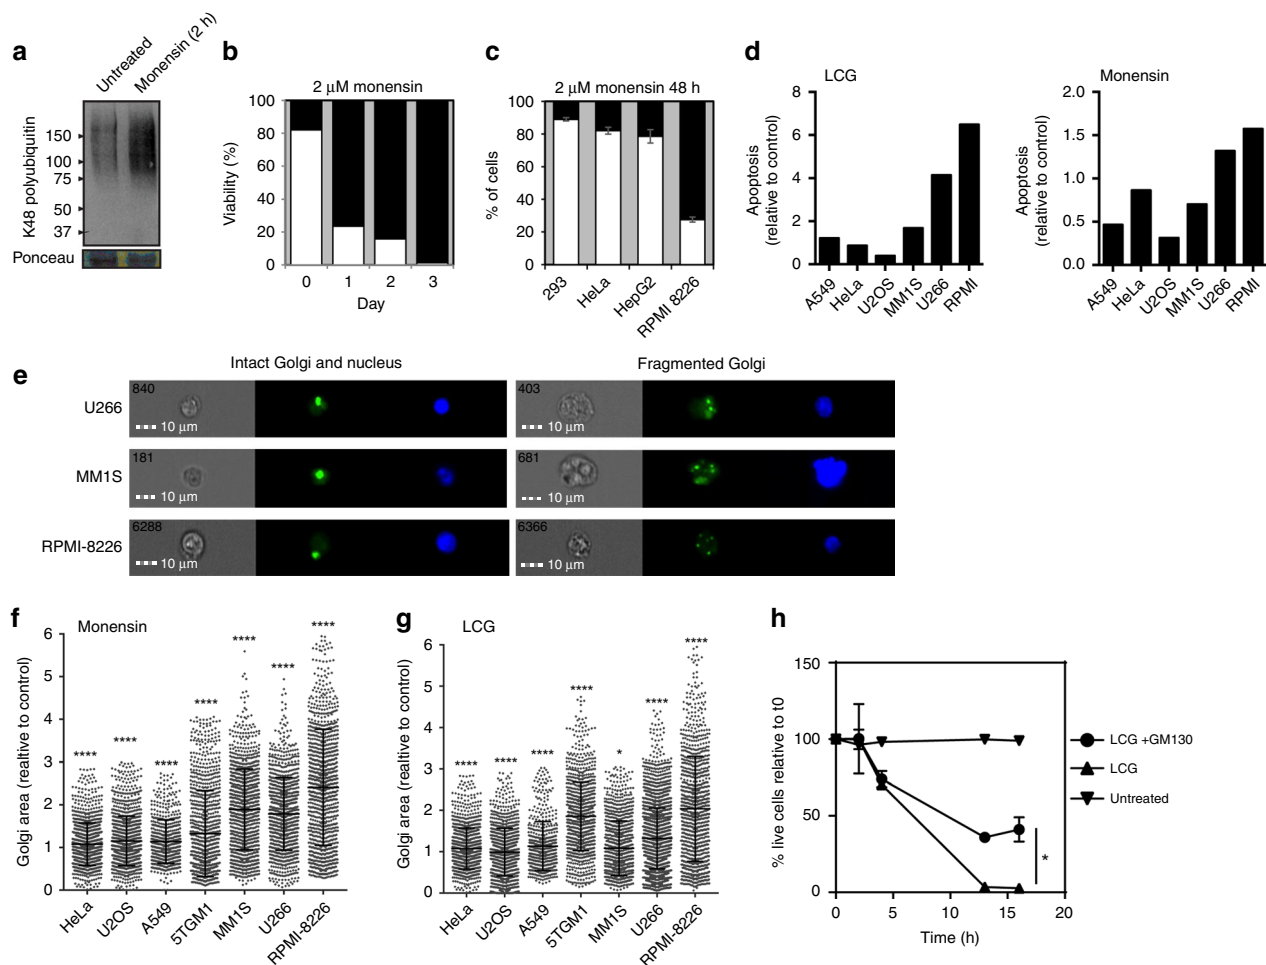 a
Untreated
Monensin (2 h)
K48 polyubiquitin
150
100
75
50
37
Ponceau
b
2 μM monensin
Viability (%)
100
80
60
40
20
0
0 1 2 3
Day
c
2 μM monensin 48 h
% of cells
100
80
60
40
20
0
293 HeLa HepG2 RPMI 8226
d
LCG
Apoptosis
(relative to control)
8
6
4
2
0
A549 HeLa U2OS MM1S U266 RPMI
Monensin
Apoptosis
(relative to control)
2.0
1.5
1.0
0.5
0.0
A549 HeLa U2OS MM1S U266 RPMI
e
Intact Golgi and nucleus
Fragmented Golgi
U266
840
10 μm
403
10 μm
MM1S
181
10 μm
681
10 μm
RPMI-8226
6288
10 μm
6366
10 μm
f
Monensin
Golgi area (realtive to control)
6
5
4
3
2
1
0
**** **** **** **** **** **** ****
HeLa U2OS A549 5TGM1 MM1S U266 RPMI-8226
g
LCG
Golgi area (realtive to control)
6
5
4
3
2
1
0
**** **** **** **** * **** ****
HeLa U2OS A549 5TGM1 MM1S U266 RPMI-8226
h
% live cells relative to t0
150
100
50
0
0 5 10 15 20
Time (h)
*
LCG +GM130
LCG
Untreated